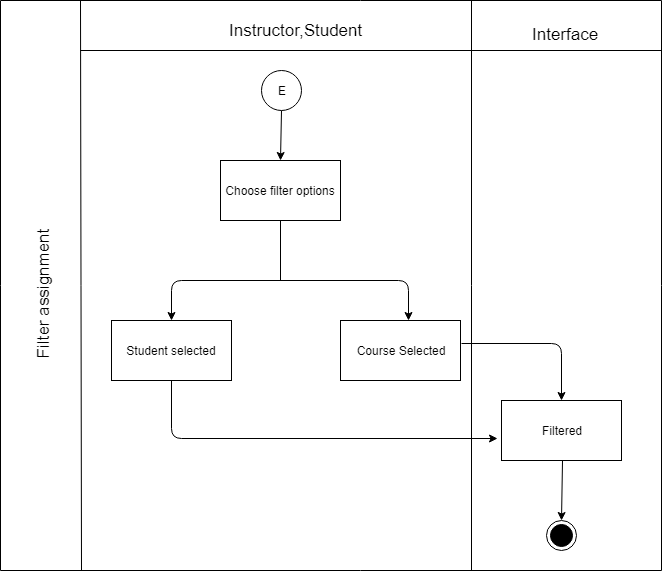 Instructor,Student
Interface
E
Choose filter options
Filter assignment
Student selected
Course Selected
Filtered